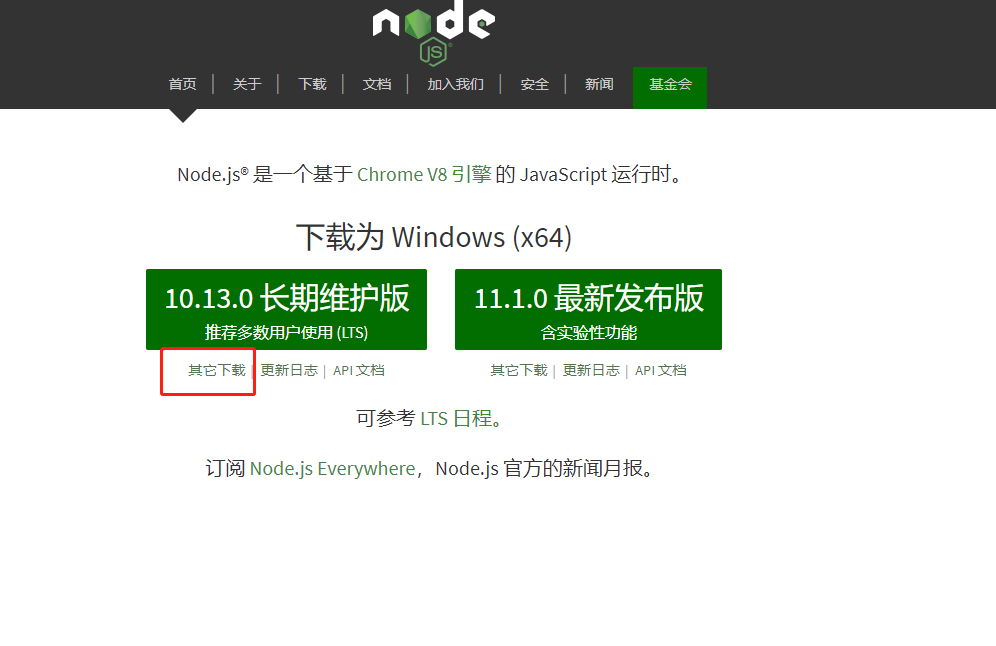 node
JS
首页 | 关于 | 下载 | 文档 | 加入我们 | 安全 | 新闻 基金会
Node.js® 是一个基于 Chrome V8 引擎 的 JavaScript 运行时。
下载为 Windows (x64)
10.13.0 长期维护版
推荐多数用户使用 (LTS)
其它下载 | 更新日志 | API 文档
11.1.0 最新发布版
含实验性功能
其它下载 | 更新日志 | API 文档
可参考 LTS 日程。
订阅 Node.js Everywhere，Node.js 官方的新闻月报。